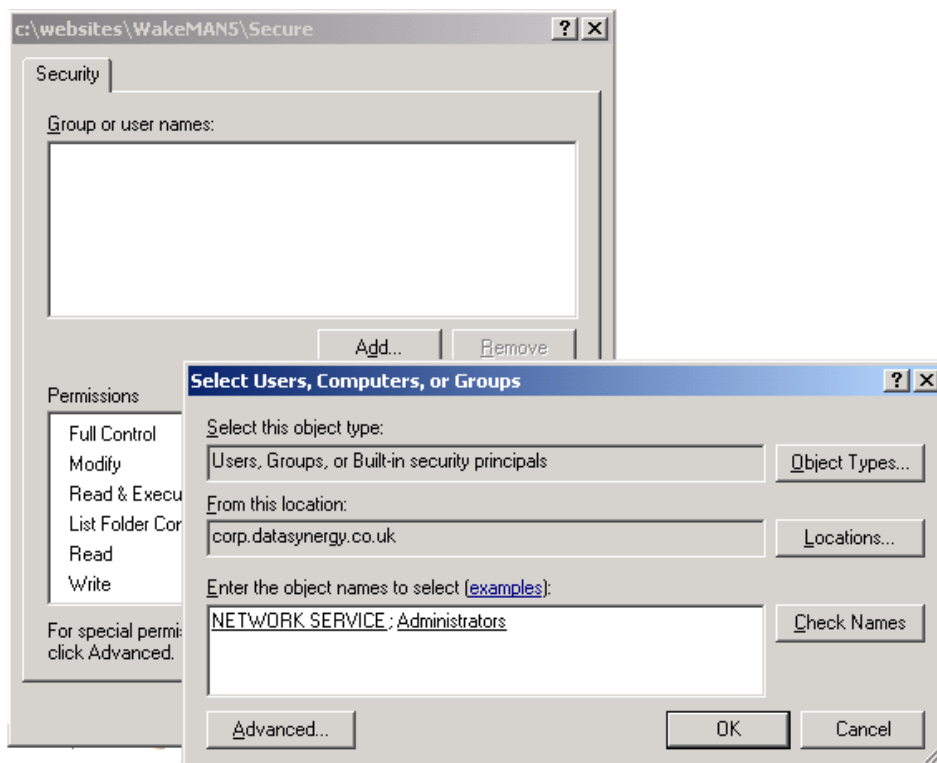 c:\websites\WakeMAN5\Secure
Security
Group or user names:
Add... Remove
Select Users, Computers, or Groups
Permissions
Full Control
Modify
Read & Execu
List Folder Con
Read
Write
For special permis
click Advanced.
Select this object type:
Users, Groups, or Built-in security principals
Object Types...
From this location:
corp.datasynergy.co.uk
Locations...
Enter the object names to select (examples):
NETWORK SERVICE ; Administrators
Check Names
Advanced... OK Cancel